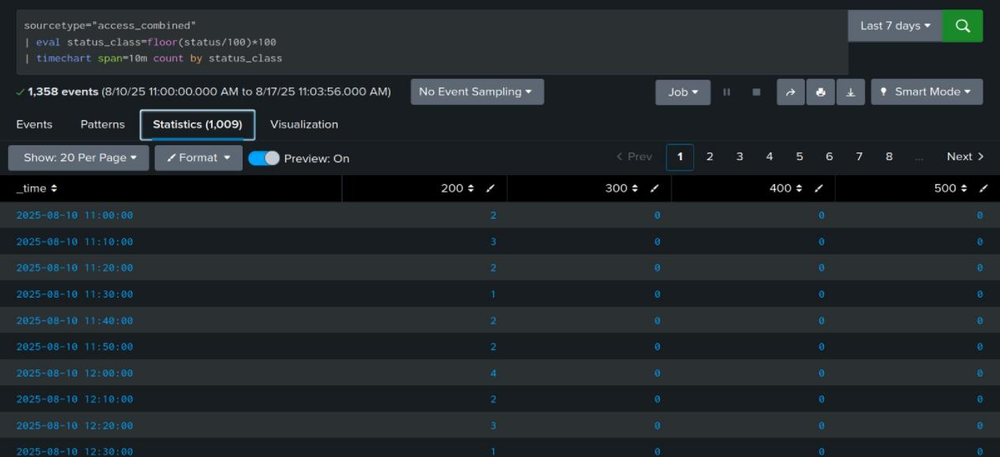 sourcetype="access_combined"
| eval status_class=floor(status/100)*100
| timechart span=10m count by status_class
Last 7 days
1,358 events (8/10/25 11:00:00.000 AM to 8/17/25 11:03:56.000 AM)
No Event Sampling
Job
Smart Mode
Events Patterns Statistics (1,009) Visualization
Show: 20 Per Page Format Preview: On < Prev 1 2 3 4 5 6 7 8 ... Next >
_time 200 300 400 500
2025-08-10 11:00:00 2 0 0 0
2025-08-10 11:10:00 3 0 0 0
2025-08-10 11:20:00 2 0 0 0
2025-08-10 11:30:00 1 0 0 0
2025-08-10 11:40:00 2 0 0 0
2025-08-10 11:50:00 2 0 0 0
2025-08-10 12:00:00 4 0 0 0
2025-08-10 12:10:00 2 0 0 0
2025-08-10 12:20:00 3 0 0 0
2025-08-10 12:30:00 1 0 0 0